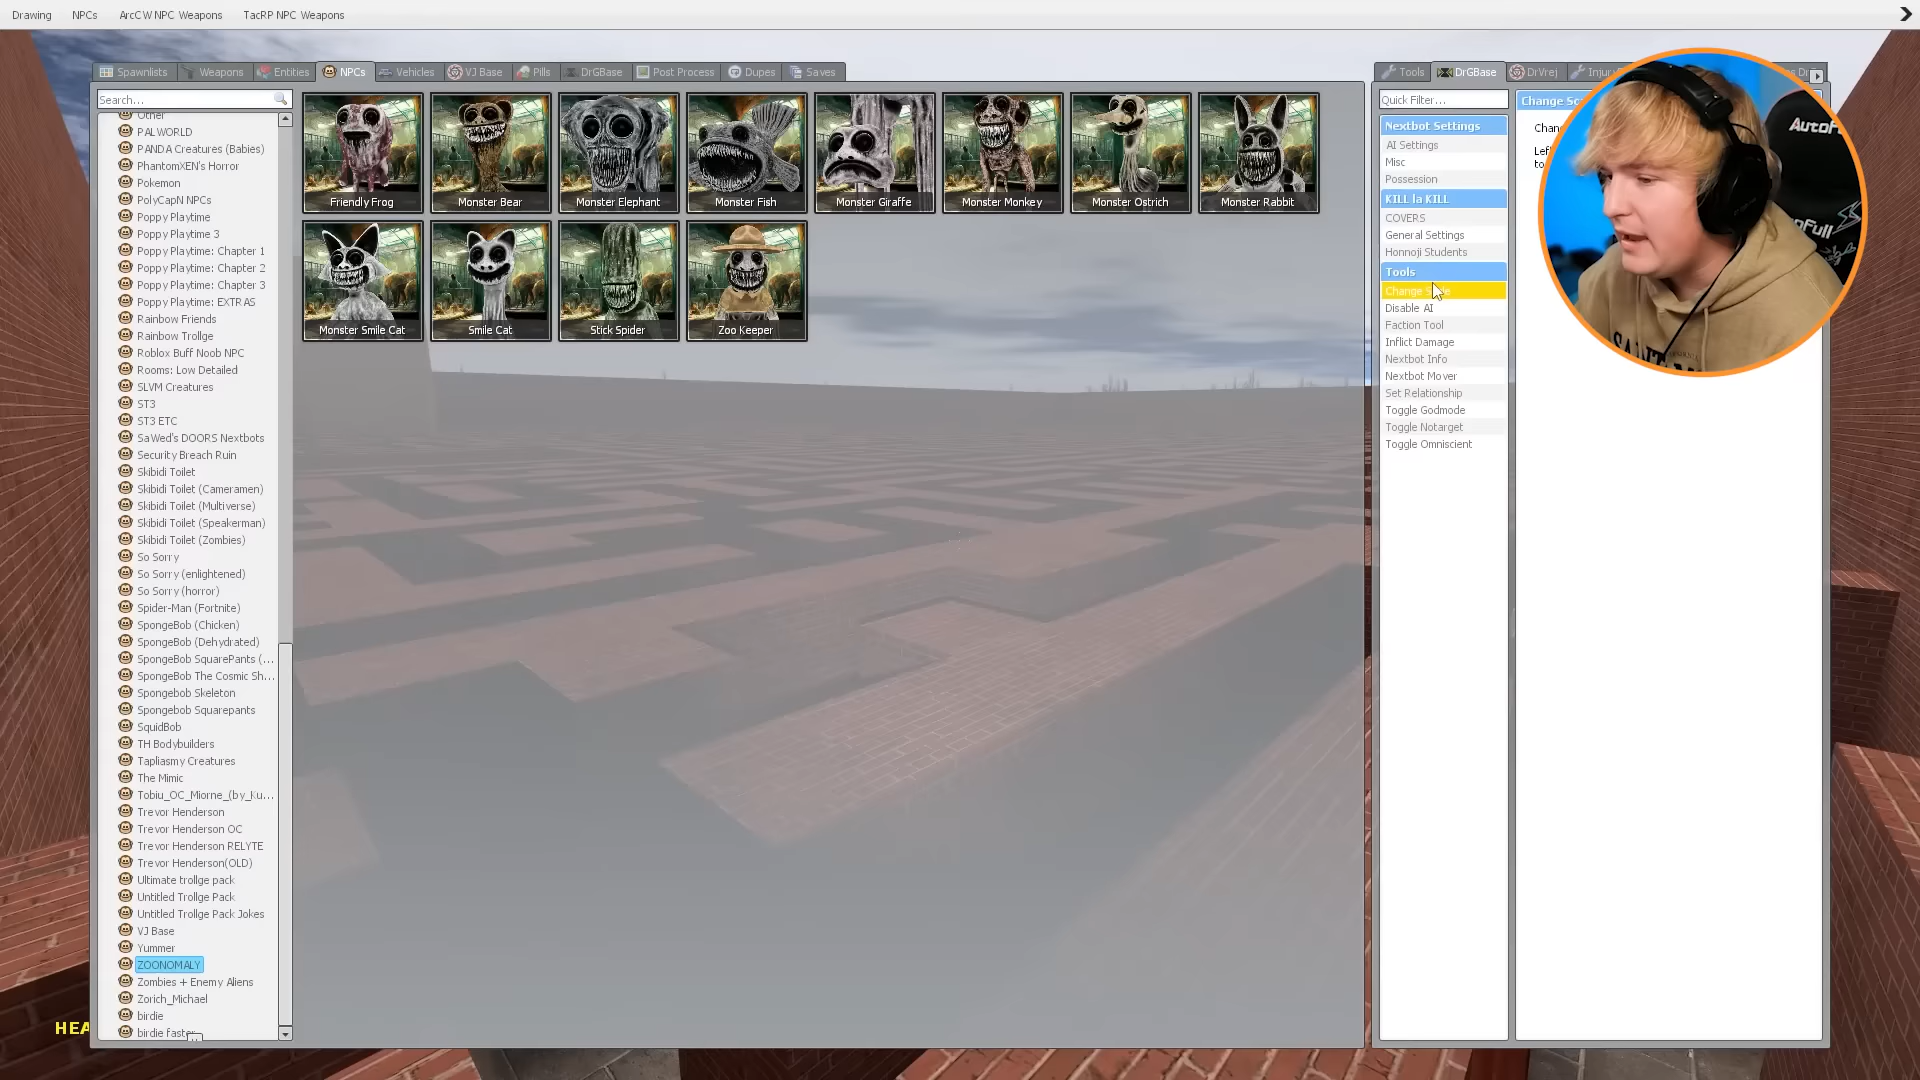 Drawing NPCs ArcCW NPC Weapons TacRP NPC Weapons
Spawnlists Weapons Entities NPCs Vehicles VJ Base Pills DrGBase Post Process Dupes Saves
Search...
Other
PALWORLD
PANDA Creatures (Babies)
PhantomXEN's Horror
Pokemon
PolyCapN NPCs
Poppy Playtime
Poppy Playtime 3
Poppy Playtime: Chapter 1
Poppy Playtime: Chapter 2
Poppy Playtime: Chapter 3
Poppy Playtime: EXTRAS
Rainbow Friends
Rainbow Trollge
Roblox Buff Noob NPC
Rooms: Low Detailed
SLVM Creatures
ST3
ST3 ETC
SaWed's DOORS Nextbots
Security Breach Ruin
Skibidi Toilet
Skibidi Toilet (Cameramen)
Skibidi Toilet (Multiverse)
Skibidi Toilet (Speakerman)
Skibidi Toilet (Zombies)
So Sorry
So Sorry (enlightened)
So Sorry (horror)
Spider-Man (Fortnite)
SpongeBob (Chicken)
SpongeBob (Dehydrated)
SpongeBob SquarePants (...
SpongeBob The Cosmic Sh...
Spongebob Skeleton
Spongebob Squarepants
SquidBob
TH Bodybuilders
Tapliasmy Creatures
The Mimic
Tobiu_OC_Miorne_(by_Ku...
Trevor Henderson
Trevor Henderson OC
Trevor Henderson RELYTE
Trevor Henderson(OLD)
Ultimate trollge pack
Untitled Trollge Pack
Untitled Trollge Pack Jokes
VJ Base
Yummer
ZOONOMALY
Zombies + Enemy Aliens
Zorich_Michael
birdie
birdie faster
HEA
Friendly Frog Monster Bear Monster Elephant Monster Fish Monster Giraffe Monster Monkey Monster Ostrich Monster Rabbit
Monster Smile Cat Smile Cat Stick Spider Zoo Keeper
Tools DrGBase DrVrej Injur
Quick Filter...
Nextbot Settings
AI Settings
Misc
Possession
KILL la KILL
COVERS
General Settings
Honnoji Students
Tools
Change
Disable AI
Faction Tool
Inflict Damage
Nextbot Info
Nextbot Mover
Set Relationship
Toggle Godmode
Toggle Notarget
Toggle Omniscient
Change Sc
Chan
Left
to